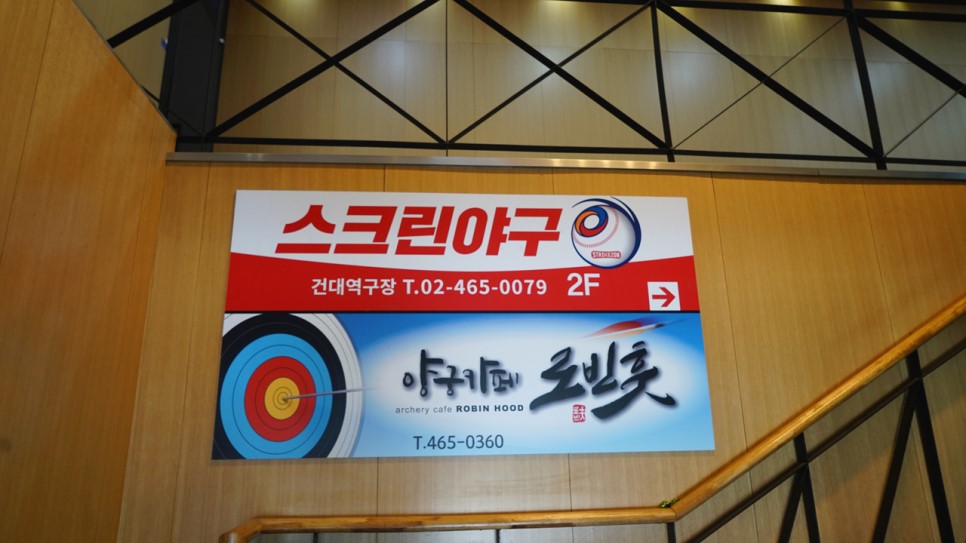 스크린야구
STRIKEZON
건대역구장 T.02-465-0079 2F
양궁카페 로빈훗
archery cafe ROBIN HOOD
T.465-0360